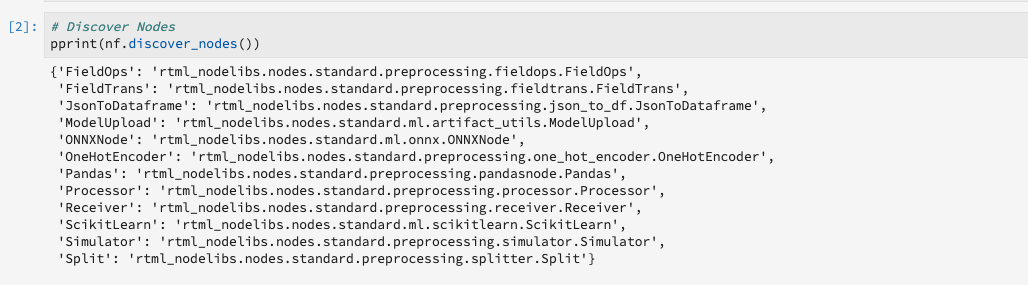 [2]: # Discover Nodes
pprint(nf.discover_nodes())
{'FieldOps': 'rtml_nodelibs.nodes.standard.preprocessing.fieldops.FieldOps',
 'FieldTrans': 'rtml_nodelibs.nodes.standard.preprocessing.fieldtrans.FieldTrans',
 'JsonToDataframe': 'rtml_nodelibs.nodes.standard.preprocessing.json_to_df.JsonToDataframe',
 'ModelUpload': 'rtml_nodelibs.nodes.standard.ml.artifact_utils.ModelUpload',
 'ONNXNode': 'rtml_nodelibs.nodes.standard.ml.onnx.ONNXNode',
 'OneHotEncoder': 'rtml_nodelibs.nodes.standard.preprocessing.one_hot_encoder.OneHotEncoder',
 'Pandas': 'rtml_nodelibs.nodes.standard.preprocessing.pandasnode.Pandas',
 'Processor': 'rtml_nodelibs.nodes.standard.preprocessing.processor.Processor',
 'Receiver': 'rtml_nodelibs.nodes.standard.preprocessing.receiver.Receiver',
 'ScikitLearn': 'rtml_nodelibs.nodes.standard.ml.scikitlearn.ScikitLearn',
 'Simulator': 'rtml_nodelibs.nodes.standard.preprocessing.simulator.Simulator',
 'Split': 'rtml_nodelibs.nodes.standard.preprocessing.splitter.Split'}